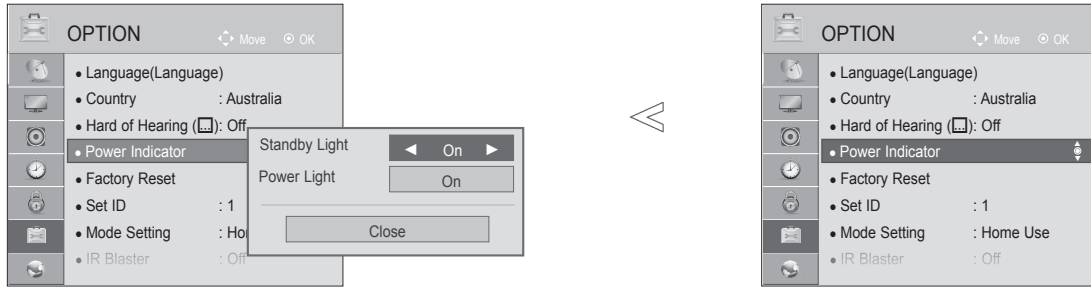 OPTION
Move OK
• Language(Language)
• Country : Australia
• Hard of Hearing ( ): Off
• Power Indicator
• Factory Reset
• Set ID : 1
• Mode Setting : Ho
• IR Blaster : Off
Standby Light ◄ On ►
Power Light On
Close
OPTION
Move OK
• Language(Language)
• Country : Australia
• Hard of Hearing ( ): Off
• Power Indicator
• Factory Reset
• Set ID : 1
• Mode Setting : Home Use
• IR Blaster : Off